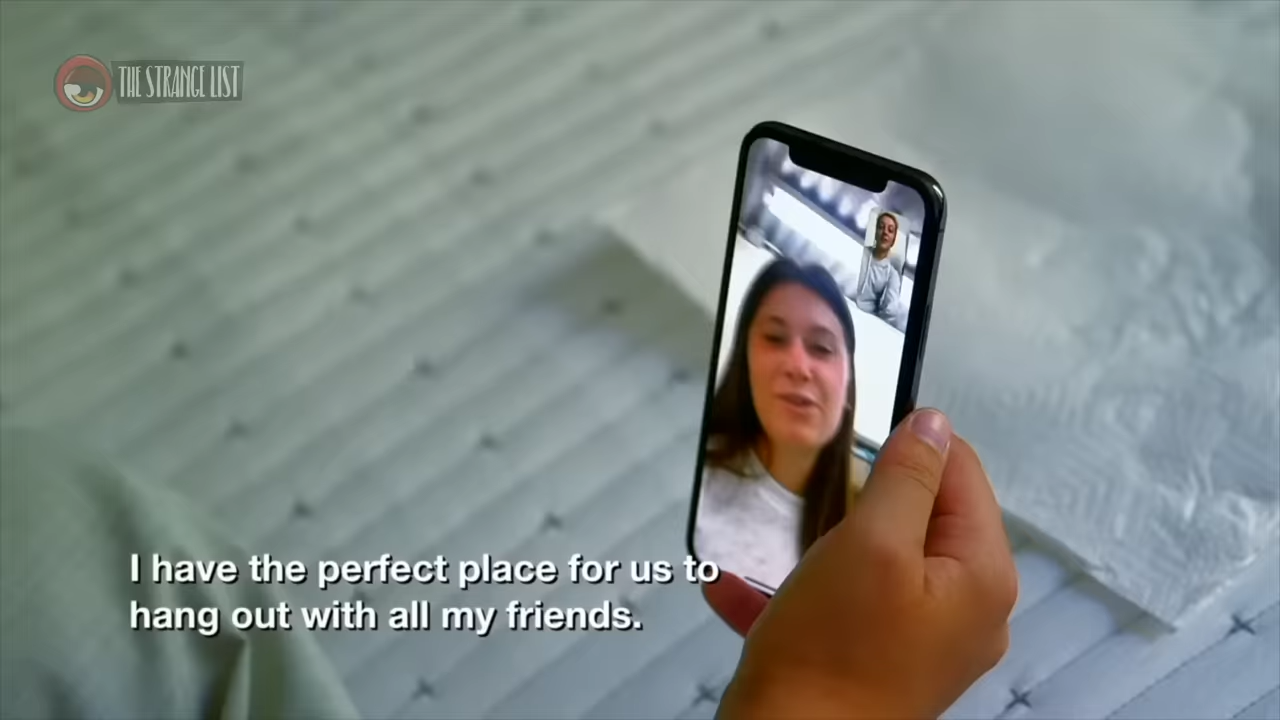 THE STRANGE LIST
I have the perfect place for us to
hang out with all my friends.